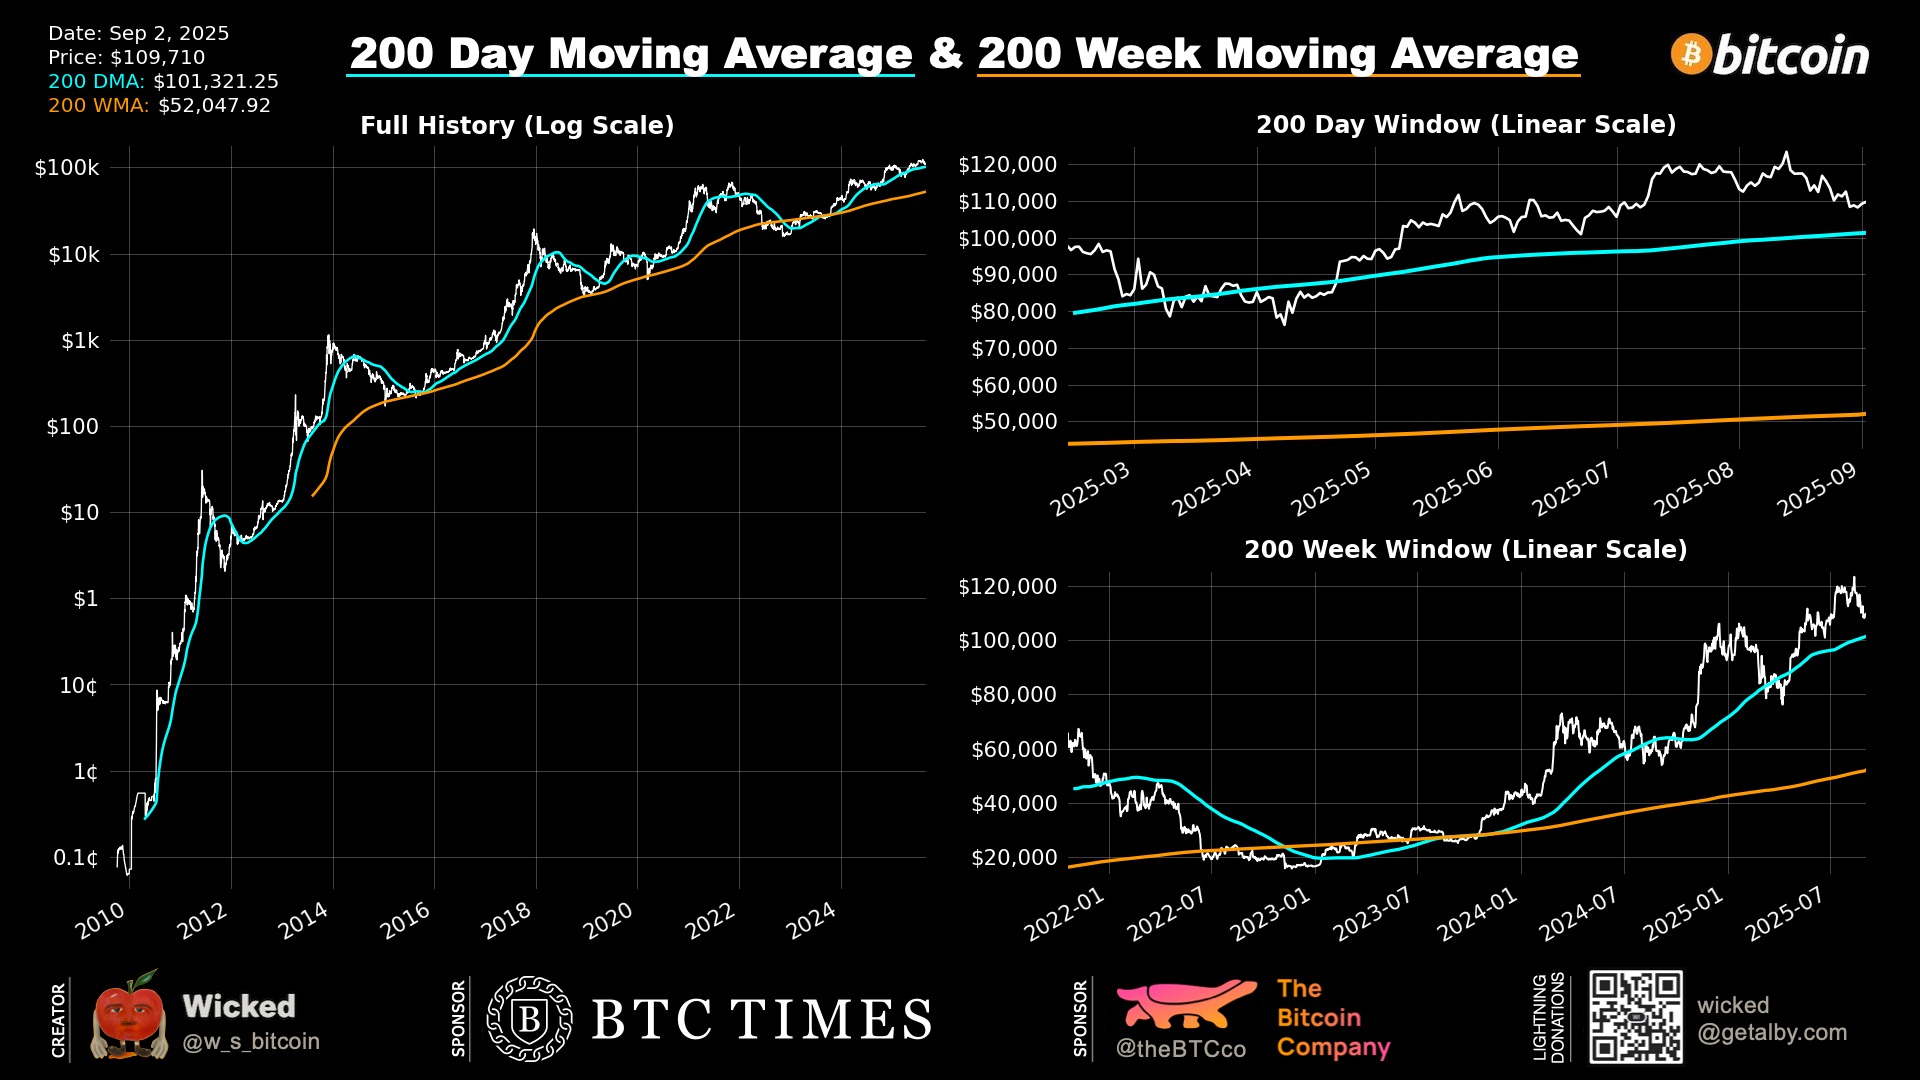 Date: Sep 2, 2025
Price: $109,710
200 DMA: $101,321.25
200 WMA: $52,047.92
200 Day Moving Average & 200 Week Moving Average
bitcoin
Full History (Log Scale)
$100k
$10k
$1k
$100
$10
$1
10¢
1¢
0.1¢
2010
2012
2014
2016
2018
2020
2022
2024
200 Day Window (Linear Scale)
$120,000
$110,000
$100,000
$90,000
$80,000
$70,000
$60,000
$50,000
2025-03
2025-04
2025-05
2025-06
2025-07
2025-08
2025-09
200 Week Window (Linear Scale)
$120,000
$100,000
$80,000
$60,000
$40,000
$20,000
2022-01
2022-07
2023-01
2023-07
2024-01
2024-07
2025-01
2025-07
CREATOR
Wicked
@w_s_bitcoin
SPONSOR
B
BTC TIMES
SPONSOR
@theBTCco
The
Bitcoin
Company
LIGHTNING
DONATIONS
wicked
@getalby.com